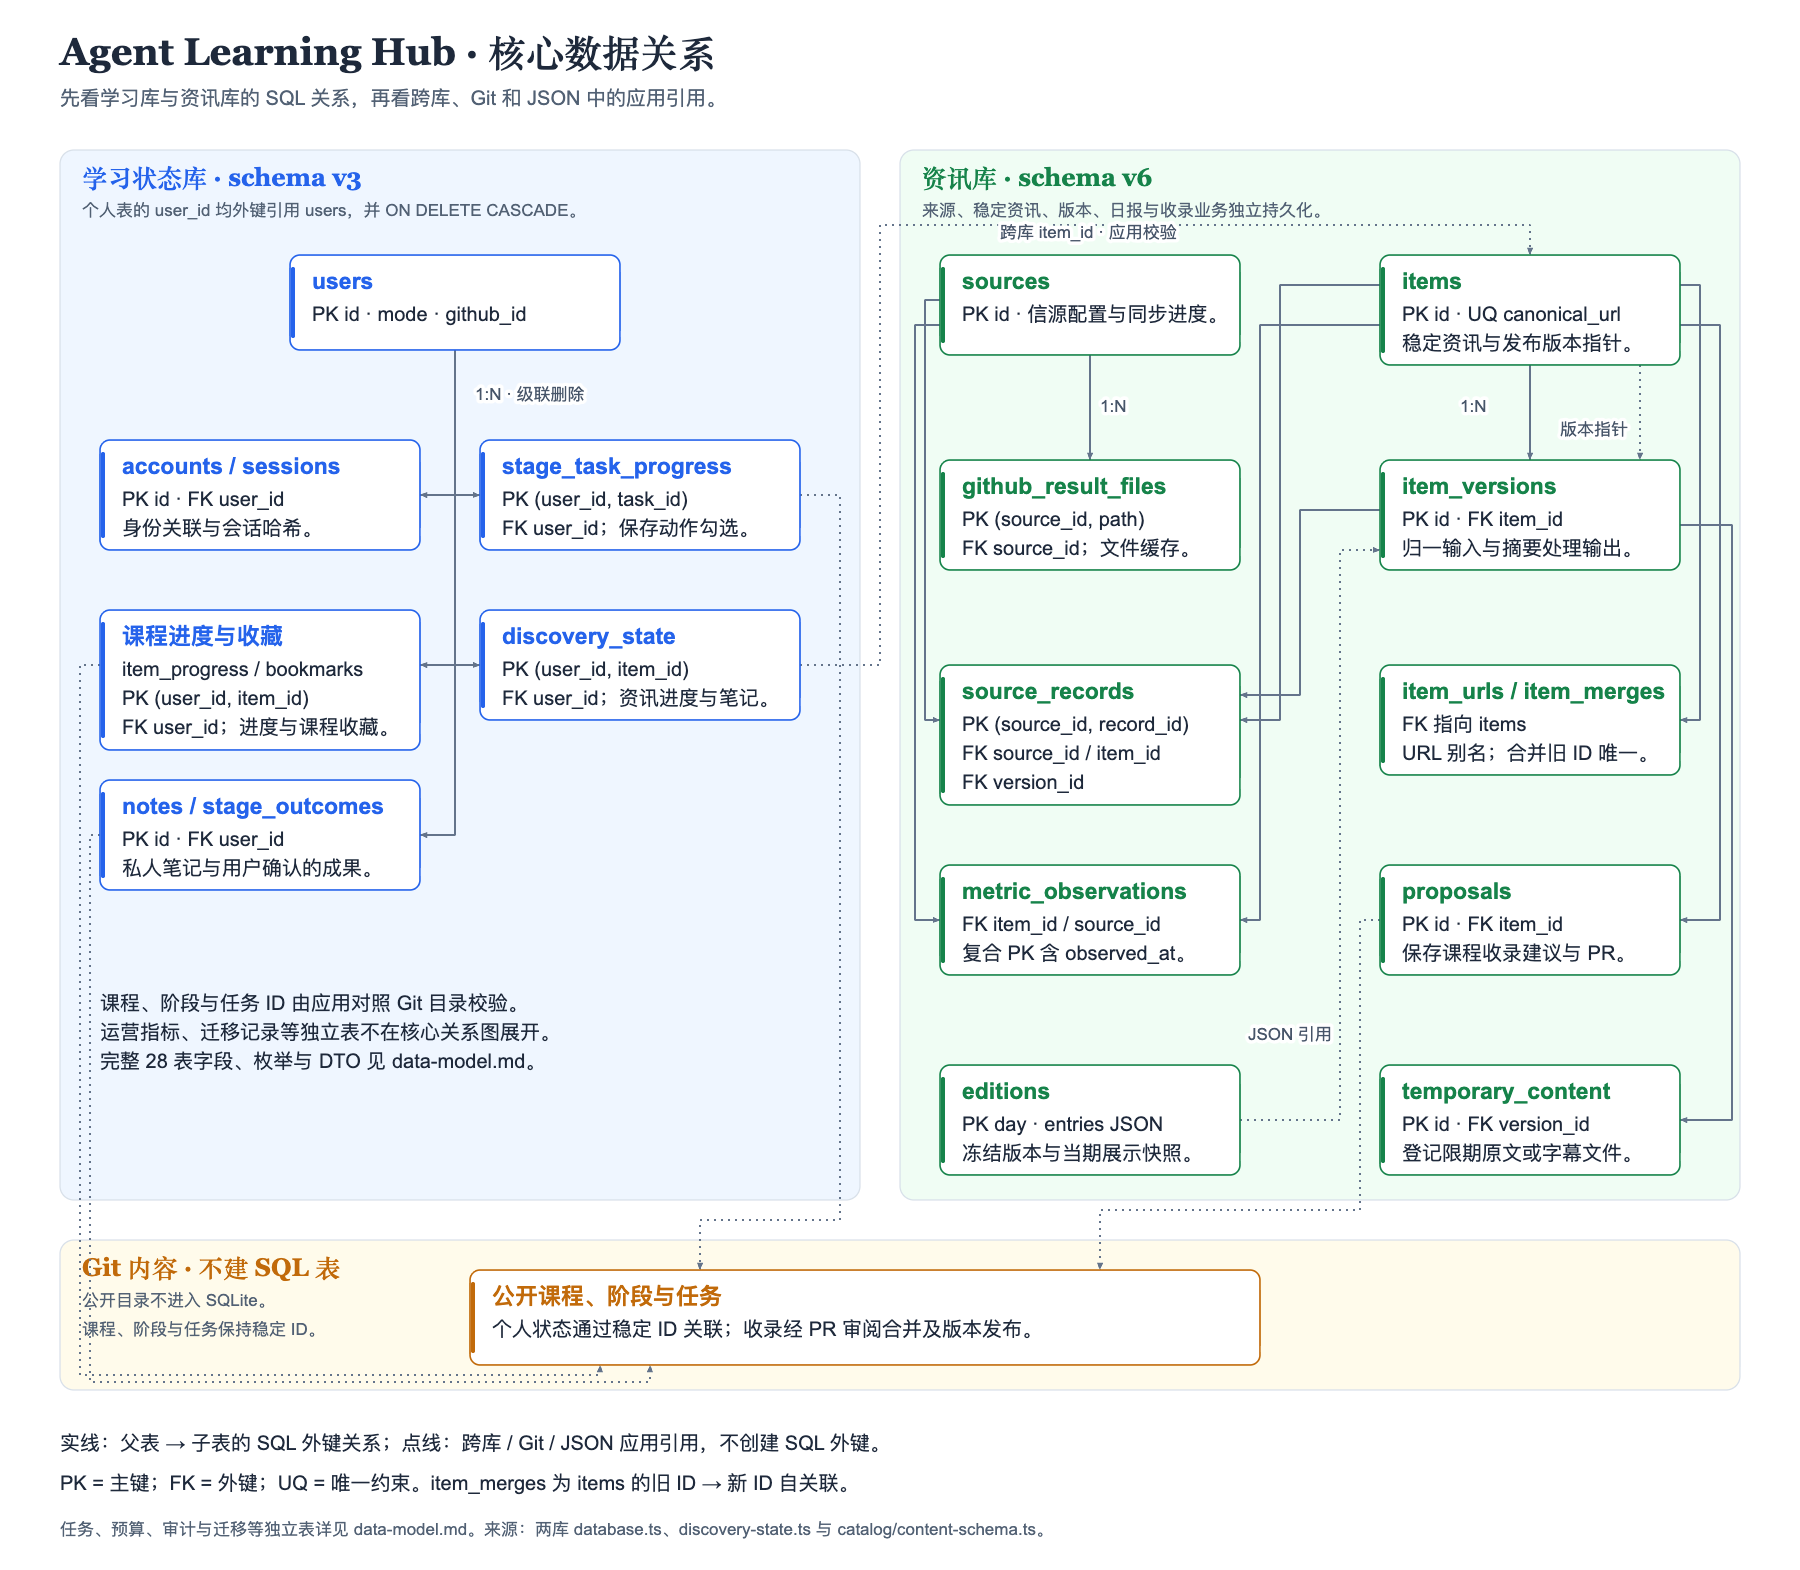 Agent Learning Hub · 核心数据关系
先看学习库与资讯库的 SQL 关系，再看跨库、Git 和 JSON 中的应用引用。
学习状态库 · schema v3
个人表的 user_id 均外键引用 users，并 ON DELETE CASCADE。
users
PK id · mode · github_id
1:N · 级联删除
accounts / sessions
PK id · FK user_id
身份关联与会话哈希。
stage_task_progress
PK (user_id, task_id)
FK user_id；保存动作勾选。
课程进度与收藏
item_progress / bookmarks
PK (user_id, item_id)
FK user_id；进度与课程收藏。
discovery_state
PK (user_id, item_id)
FK user_id；资讯进度与笔记。
notes / stage_outcomes
PK id · FK user_id
私人笔记与用户确认的成果。
课程、阶段与任务 ID 由应用对照 Git 目录校验。
运营指标、迁移记录等独立表不在核心关系图展开。
完整 28 表字段、枚举与 DTO 见 data-model.md。
资讯库 · schema v6
来源、稳定资讯、版本、日报与收录业务独立持久化。
跨库 item_id · 应用校验
sources
PK id · 信源配置与同步进度。
items
PK id · UQ canonical_url
稳定资讯与发布版本指针。
1:N
1:N
版本指针
github_result_files
PK (source_id, path)
FK source_id；文件缓存。
item_versions
PK id · FK item_id
归一输入与摘要处理输出。
source_records
PK (source_id, record_id)
FK source_id / item_id
FK version_id
item_urls / item_merges
FK 指向 items
URL 别名；合并旧 ID 唯一。
metric_observations
FK item_id / source_id
复合 PK 含 observed_at。
proposals
PK id · FK item_id
保存课程收录建议与 PR。
JSON 引用
editions
PK day · entries JSON
冻结版本与当期展示快照。
temporary_content
PK id · FK version_id
登记限期原文或字幕文件。
Git 内容 · 不建 SQL 表
公开目录不进入 SQLite。
课程、阶段与任务保持稳定 ID。
公开课程、阶段与任务
个人状态通过稳定 ID 关联；收录经 PR 审阅合并及版本发布。
实线：父表 → 子表的 SQL 外键关系；点线：跨库 / Git / JSON 应用引用，不创建 SQL 外键。
PK = 主键；FK = 外键；UQ = 唯一约束。item_merges 为 items 的旧 ID → 新 ID 自关联。
任务、预算、审计与迁移等独立表详见 data-model.md。来源：两库 database.ts、discovery-state.ts 与 catalog/content-schema.ts。